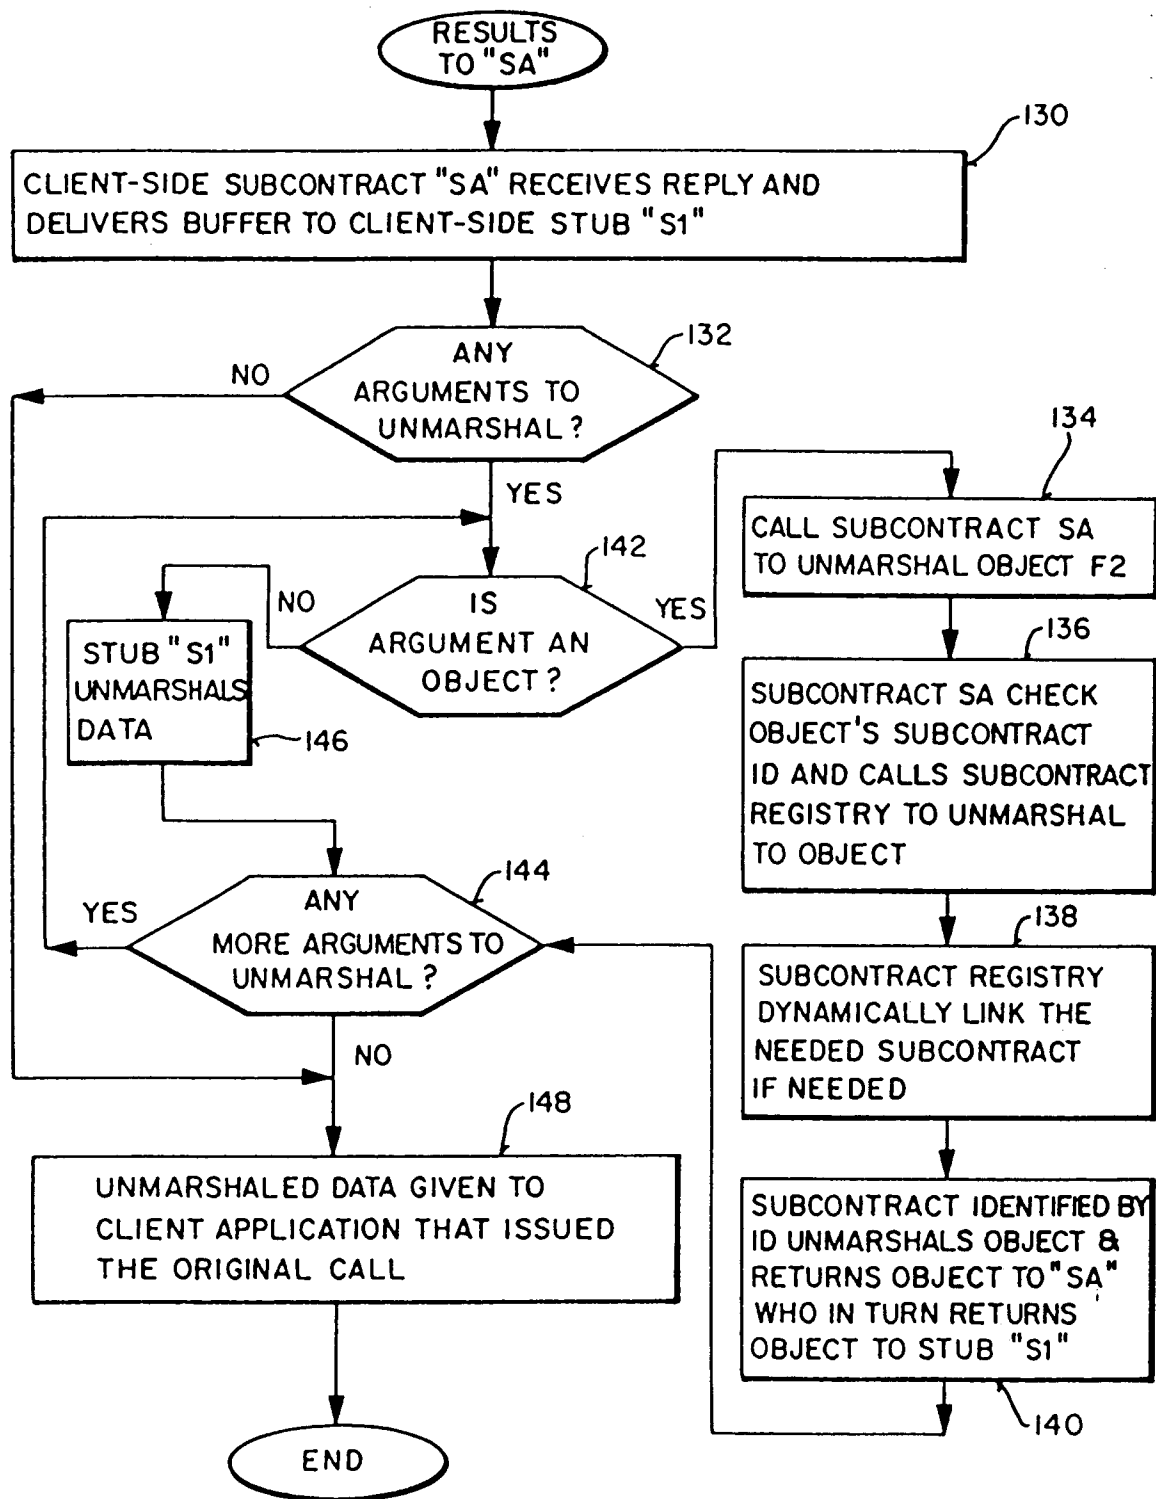 RESULTS
TO "SA"
130
CLIENT-SIDE SUBCONTRACT "SA" RECEIVES REPLY AND
DELIVERS BUFFER TO CLIENT-SIDE STUB "S1"
132
ANY
ARGUMENTS TO
UNMARSHAL?
NO
YES
134
CALL SUBCONTRACT SA
TO UNMARSHAL OBJECT F2
142
IS
ARGUMENT AN
OBJECT?
NO
YES
STUB "S1"
UNMARSHALS
DATA
146
136
SUBCONTRACT SA CHECK
OBJECT'S SUBCONTRACT
ID AND CALLS SUBCONTRACT
REGISTRY TO UNMARSHAL
TO OBJECT
144
ANY
MORE ARGUMENTS TO
UNMARSHAL?
YES
NO
138
SUBCONTRACT REGISTRY
DYNAMICALLY LINK THE
NEEDED SUBCONTRACT
IF NEEDED
148
UNMARSHALED DATA GIVEN TO
CLIENT APPLICATION THAT ISSUED
THE ORIGINAL CALL
SUBCONTRACT IDENTIFIED BY
ID UNMARSHALS OBJECT &
RETURNS OBJECT TO "SA"
WHO IN TURN RETURNS
OBJECT TO STUB "S1"
140
END